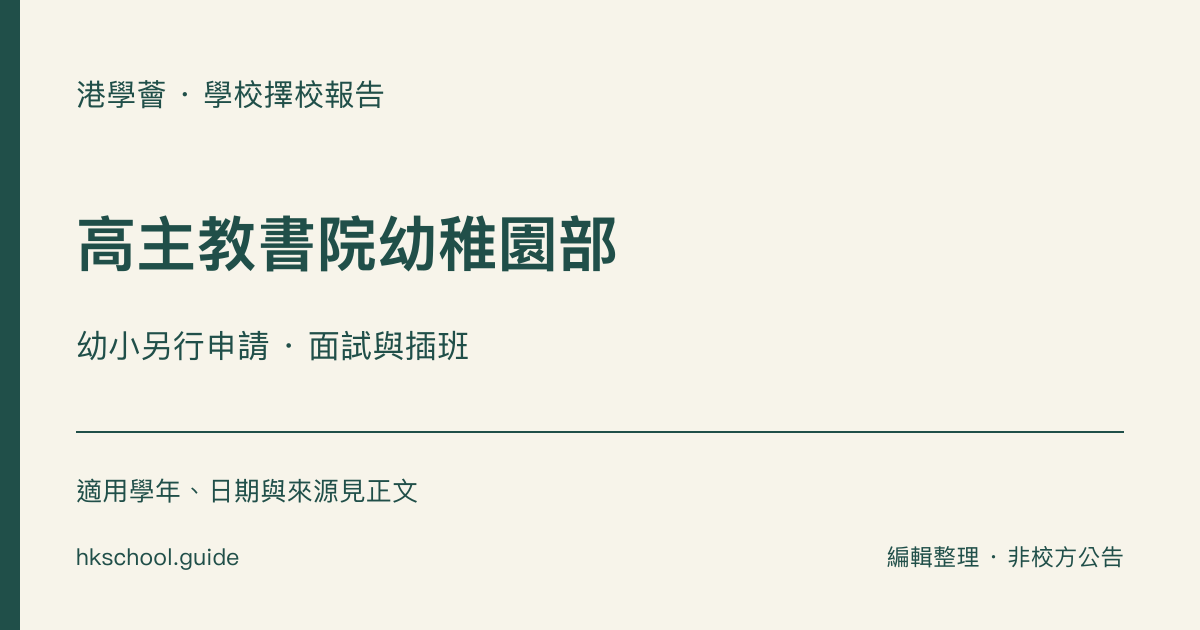 港學薈 · 學校擇校報告
高主教書院幼稚園部
幼小另行申請 · 面試與插班
適用學年、日期與來源見正文
hkschool.guide
編輯整理 · 非校方公告